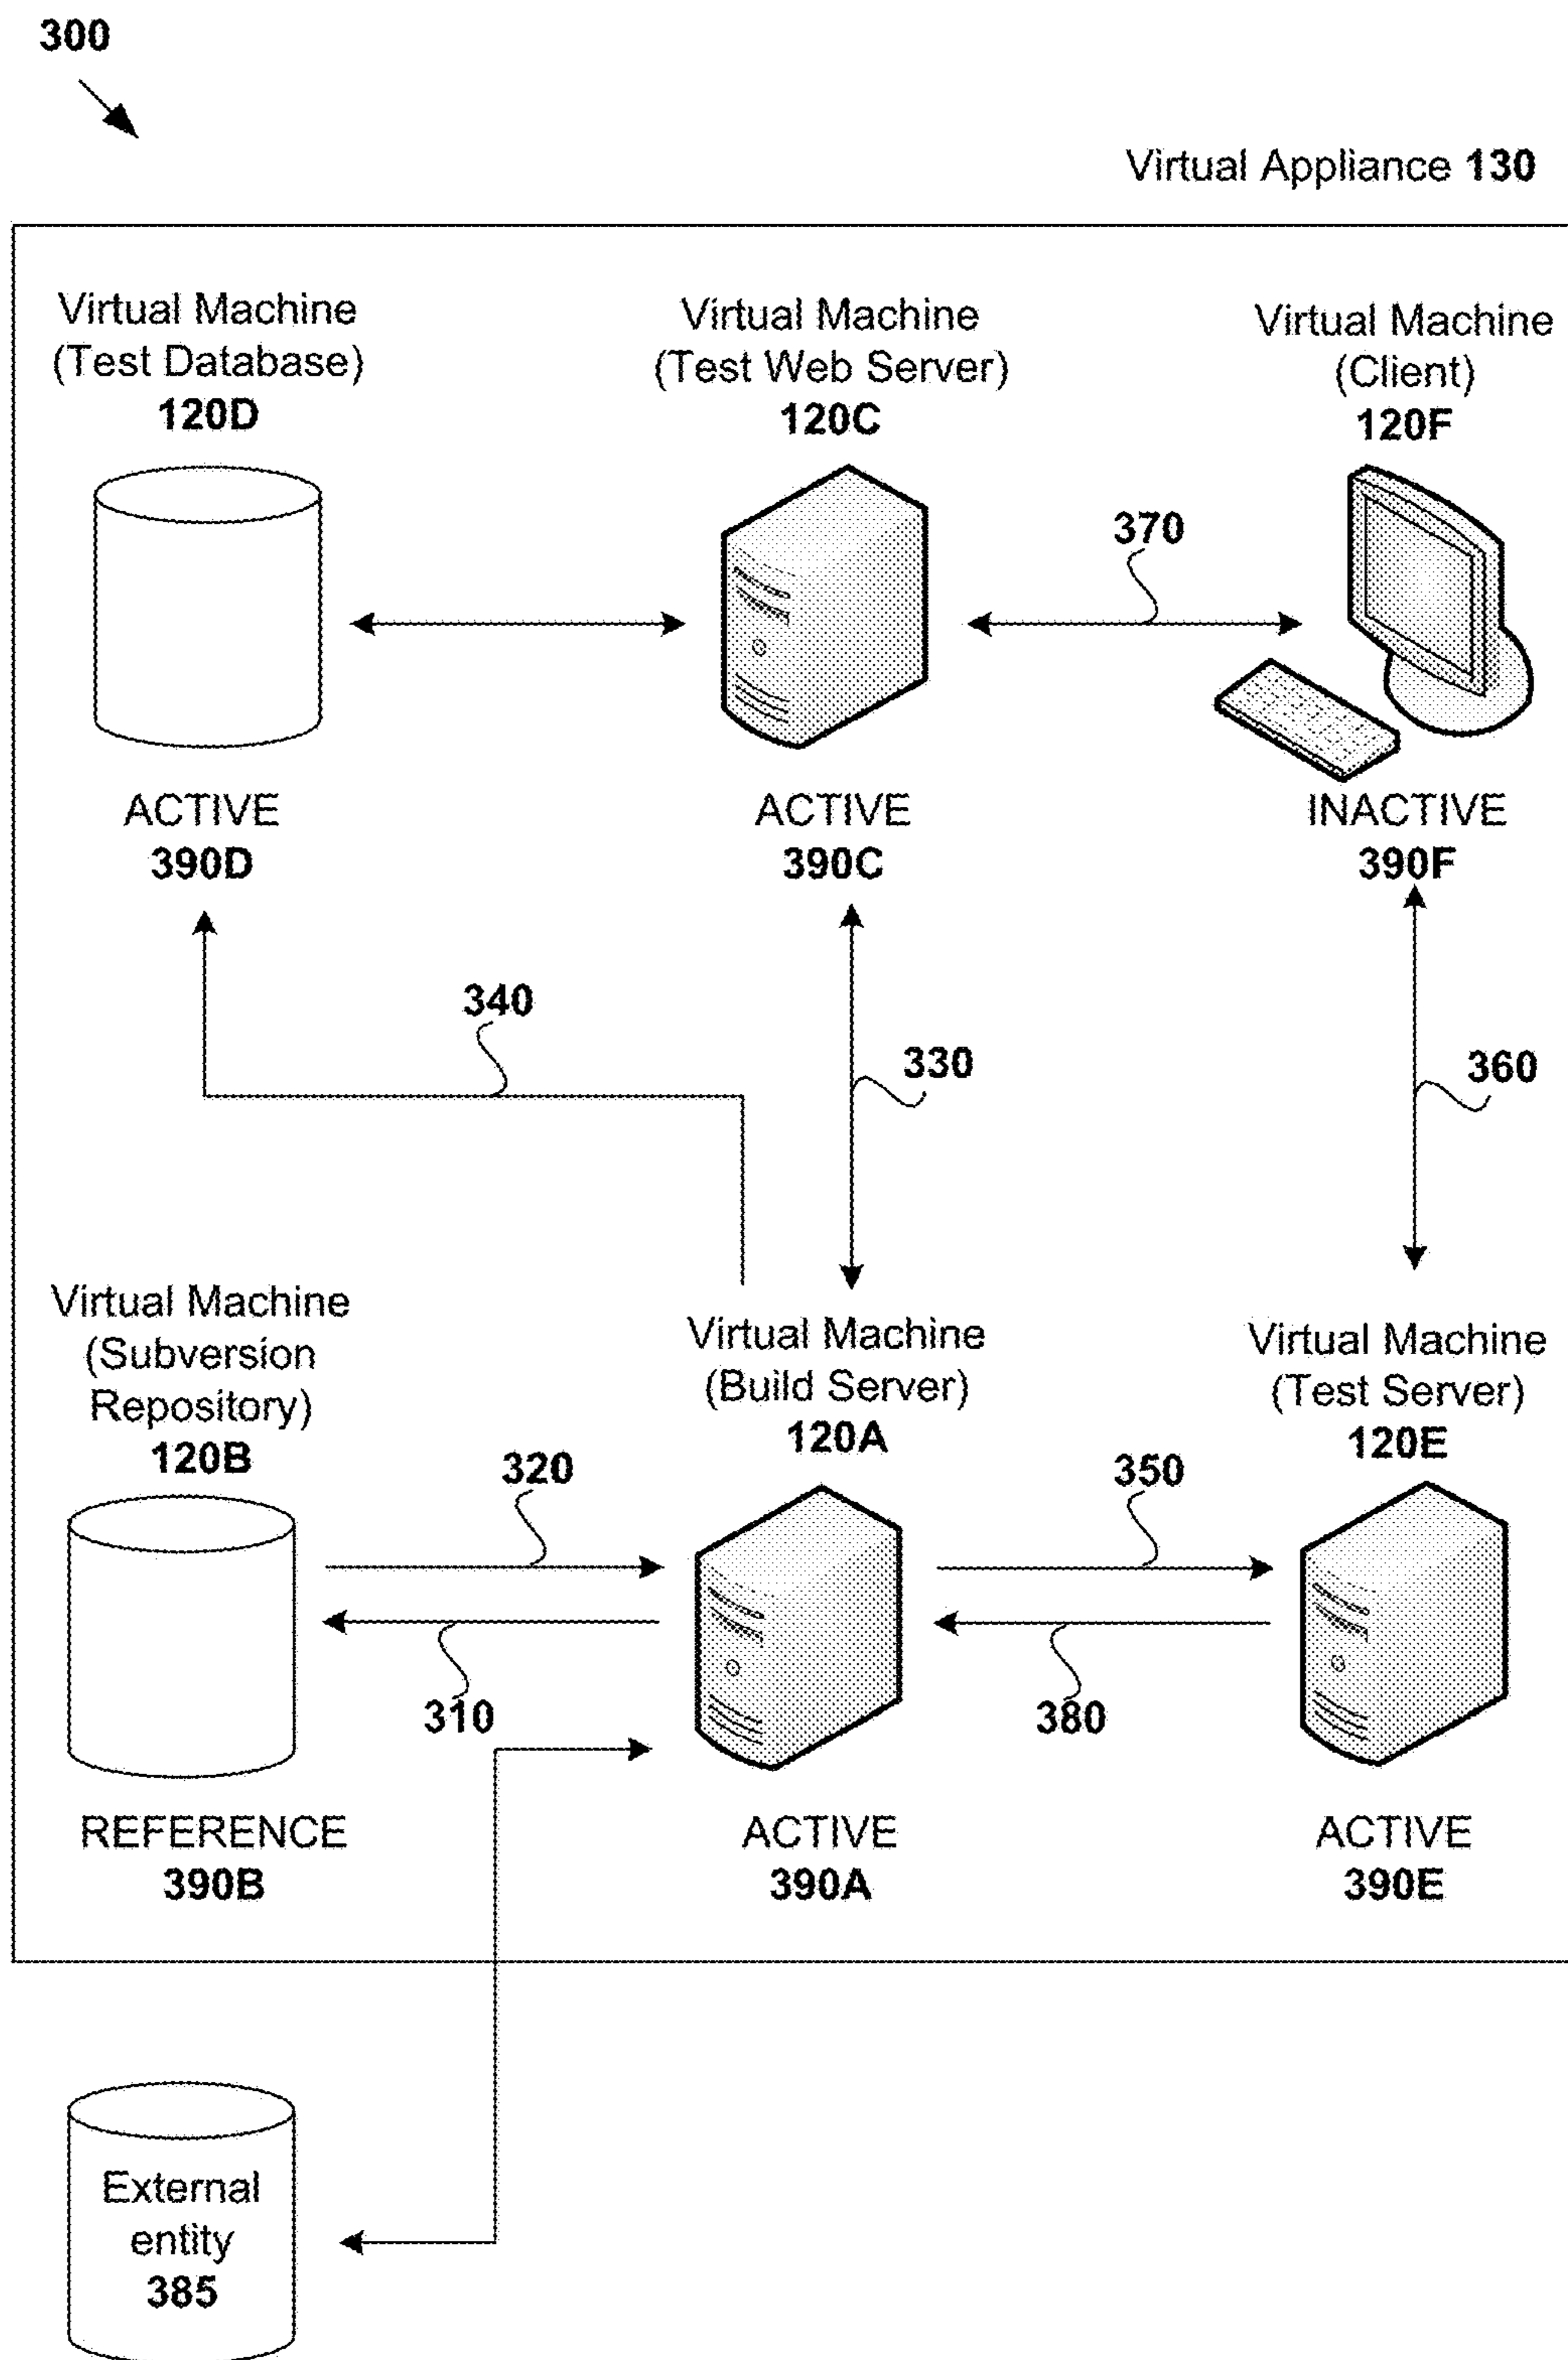 300
Virtual Appliance 130
Virtual Machine
(Test Database)
120D
Virtual Machine
(Test Web Server)
120C
Virtual Machine
(Client)
120F
370
ACTIVE
390D
ACTIVE
390C
INACTIVE
390F
340
330
360
Virtual Machine
(Subversion
Repository)
120B
Virtual Machine
(Build Server)
120A
Virtual Machine
(Test Server)
120E
320
350
310
380
REFERENCE
390B
ACTIVE
390A
ACTIVE
390E
External
entity
385